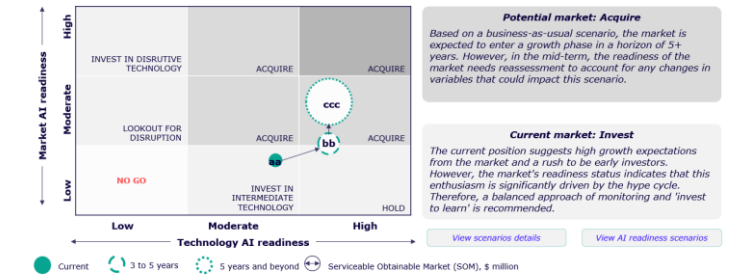 Market AI readiness
High
Moderate
Low
INVEST IN DISRUTIVE
TECHNOLOGY
ACQUIRE
ACQUIRE
LOOKOUT FOR
DISRUPTION
ACQUIRE
ACQUIRE
NO GO
INVEST IN
INTERMEDIATE
TECHNOLOGY
HOLD
ccc
bb
aa
Low
Moderate
High
Technology AI readiness
Current
3 to 5 years
5 years and beyond
Serviceable Obtainable Market (SOM), $ million
Potential market: Acquire
Based on a business-as-usual scenario, the market is
expected to enter a growth phase in a horizon of 5+
years. However, in the mid-term, the readiness of the
market needs reassessment to account for any changes in
variables that could impact this scenario.
Current market: Invest
The current position suggests high growth expectations
from the market and a rush to be early investors.
However, the market's readiness status indicates that this
enthusiasm is significantly driven by the hype cycle.
Therefore, a balanced approach of monitoring and 'invest
to learn' is recommended.
View scenarios details
View AI readiness scenarios